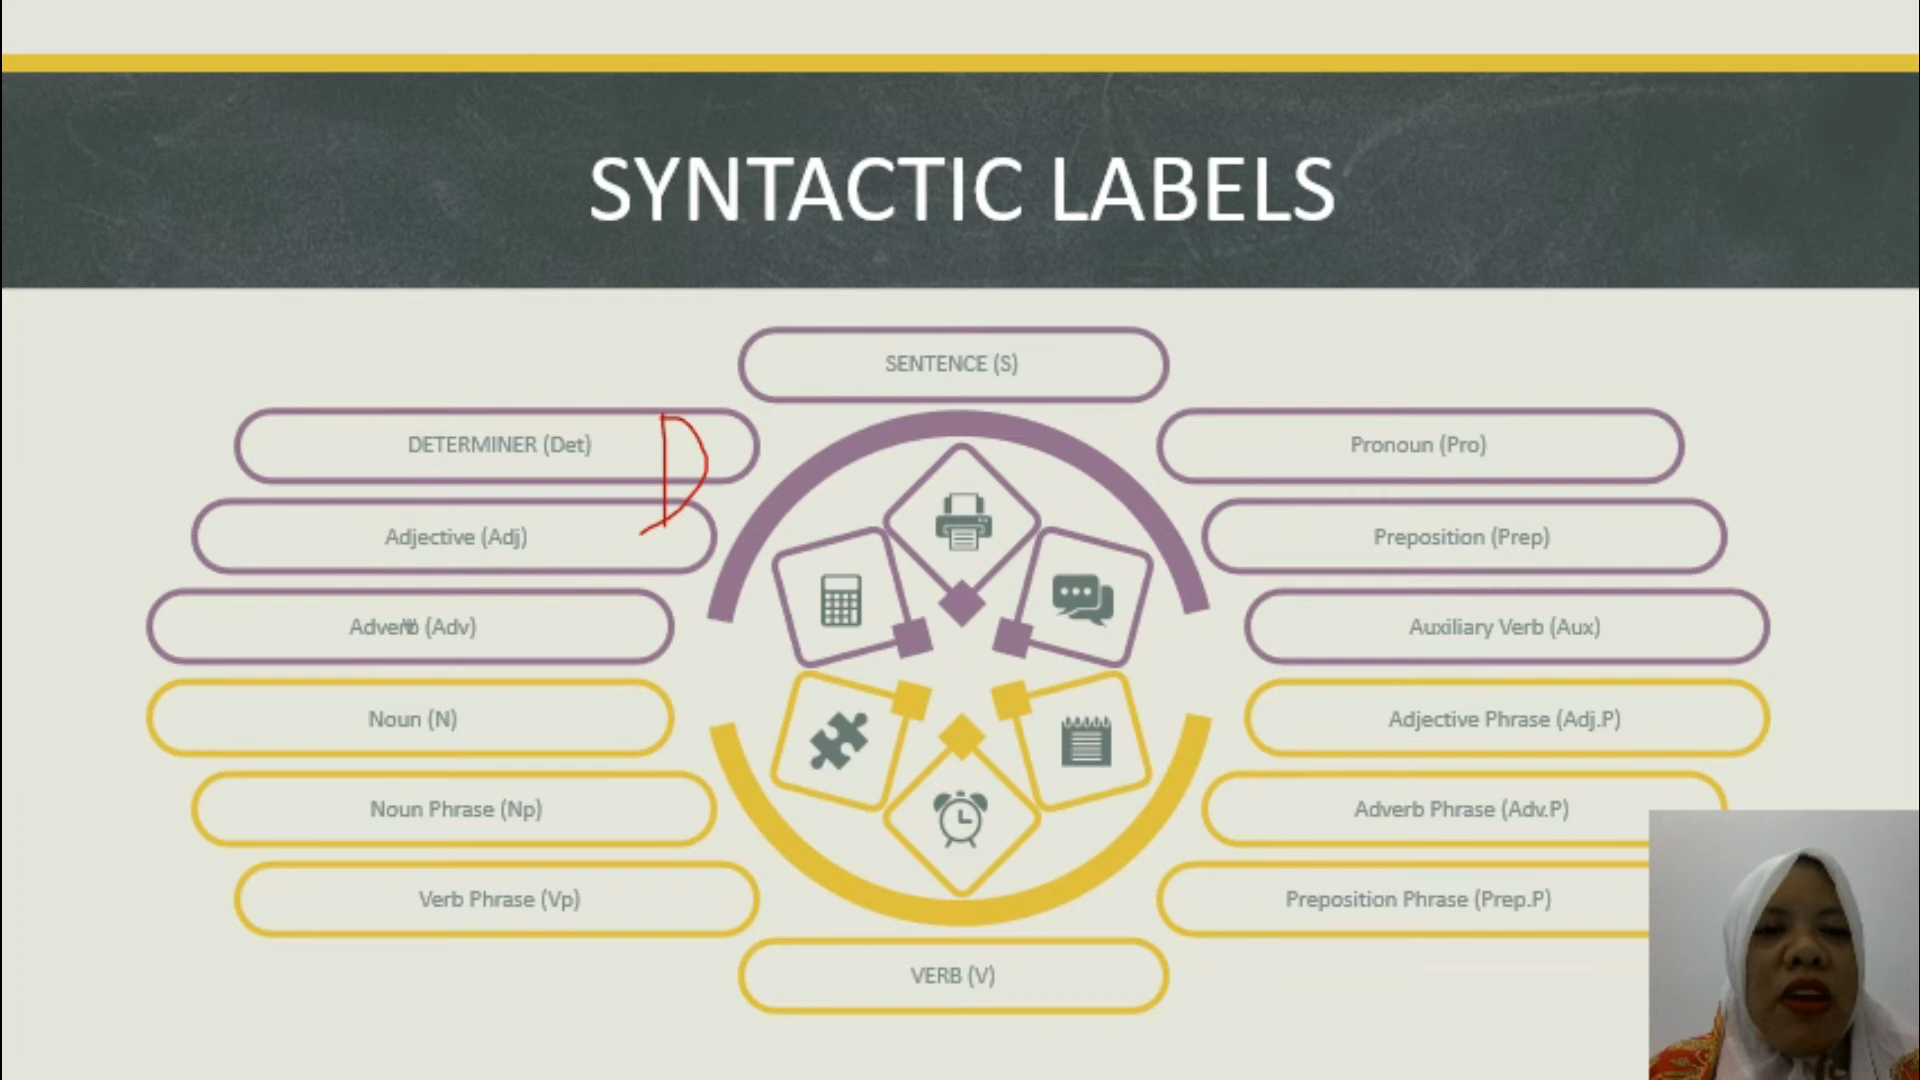 SYNTACTIC LABELS
SENTENCE (S)
DETERMINER (Det)
D
Pronoun (Pro)
Adjective (Adj)
Preposition (Prep)
Adverb (Adv)
Auxiliary Verb (Aux)
Noun (N)
Adjective Phrase (Adj.P)
Noun Phrase (Np)
Adverb Phrase (Adv.P)
Verb Phrase (Vp)
Preposition Phrase (Prep.P)
VERB (V)